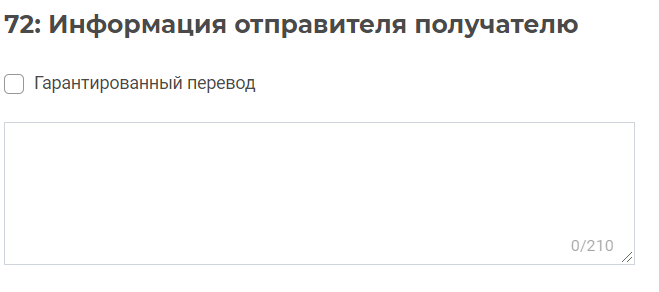 72: Информация отправителя получателю
Гарантированный перевод
0/210